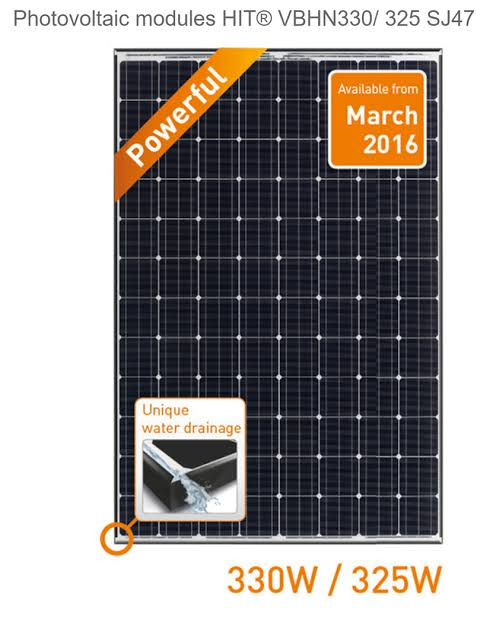 Photovoltaic modules HIT® VBHN330/ 325 SJ47
Powerful
Available from
March
2016
Unique
water drainage
330W / 325W